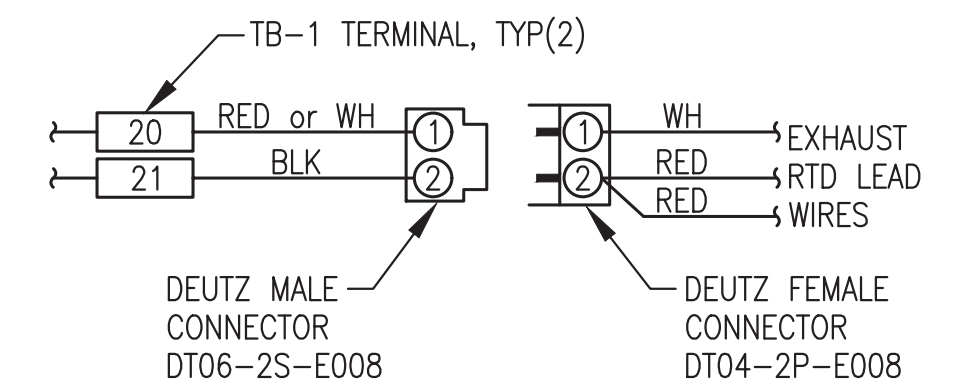 TB-1 TERMINAL, TYP(2)
20 RED or WH 1
21 BLK 2
1 WH EXHAUST
2 RED RTD LEAD
RED WIRES
DEUTZ MALE
CONNECTOR
DT06-2S-E008
DEUTZ FEMALE
CONNECTOR
DT04-2P-E008